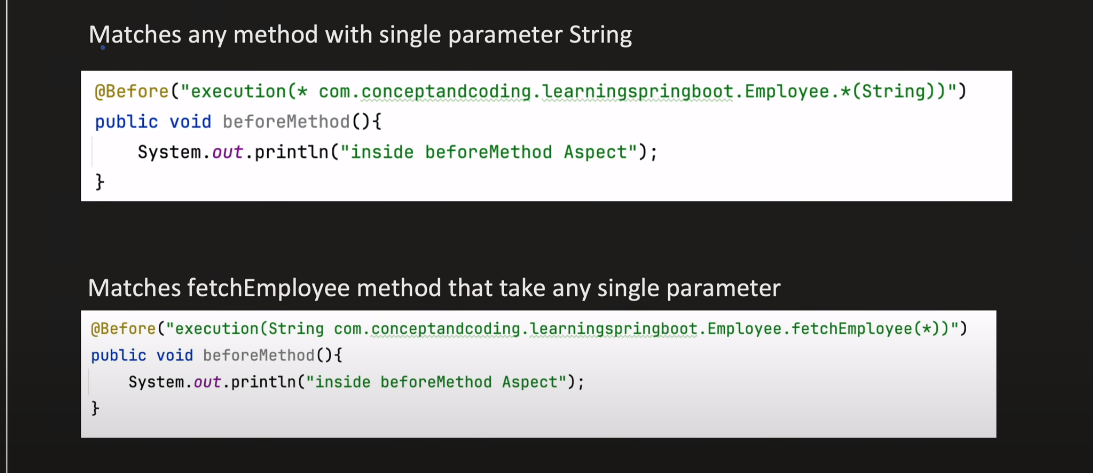 Matches any method with single parameter String
@Before("execution(* com.conceptandcoding.learningspringboot.Employee.*(String))")
public void beforeMethod(){
System.out.println("inside beforeMethod Aspect");
}
Matches fetchEmployee method that take any single parameter
@Before("execution(String com.conceptandcoding.learningspringboot.Employee.fetchEmployee(*))")
public void beforeMethod(){
System.out.println("inside beforeMethod Aspect");
}